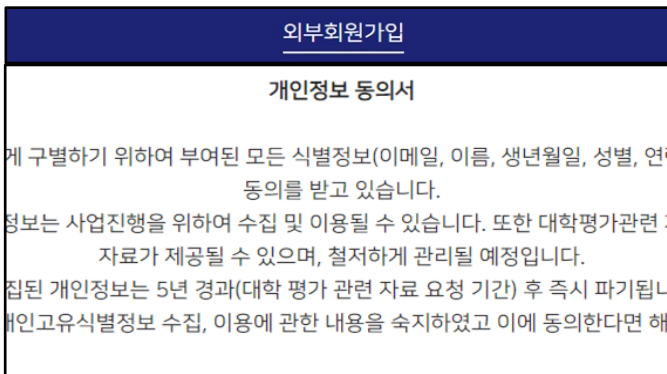 외부회원가입
개인정보 동의서
게 구별하기 위하여 부여된 모든 식별정보(이메일, 이름, 생년월일, 성별,
동의를 받고 있습니다.
정보는 사업진행을 위하여 수집 및 이용될 수 있습니다. 또한 대학평가관련
자료가 제공될 수 있으며, 철저하게 관리될 예정입니다.
집된 개인정보는 5년 경과(대학 평가 관련 자료 요청 기간) 후 즉시
개인고유식별정보 수집, 이용에 관한 내용을 숙지하였고 이에 동의한다면